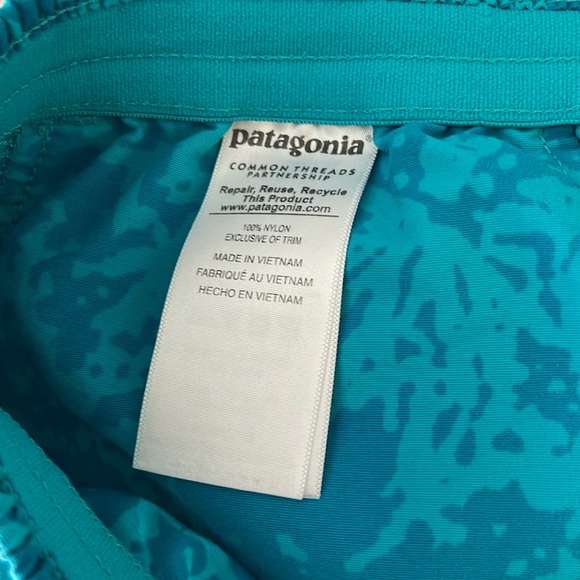 patagonia®
COMMON THREADS
PARTNERSHIP
Repair, Reuse, Recycle
This Product
www.patagonia.com
100% NYLON
EXCLUSIVE OF TRIM
MADE IN VIETNAM
FABRIQUÉ AU VIETNAM
HECHO EN VIETNAM